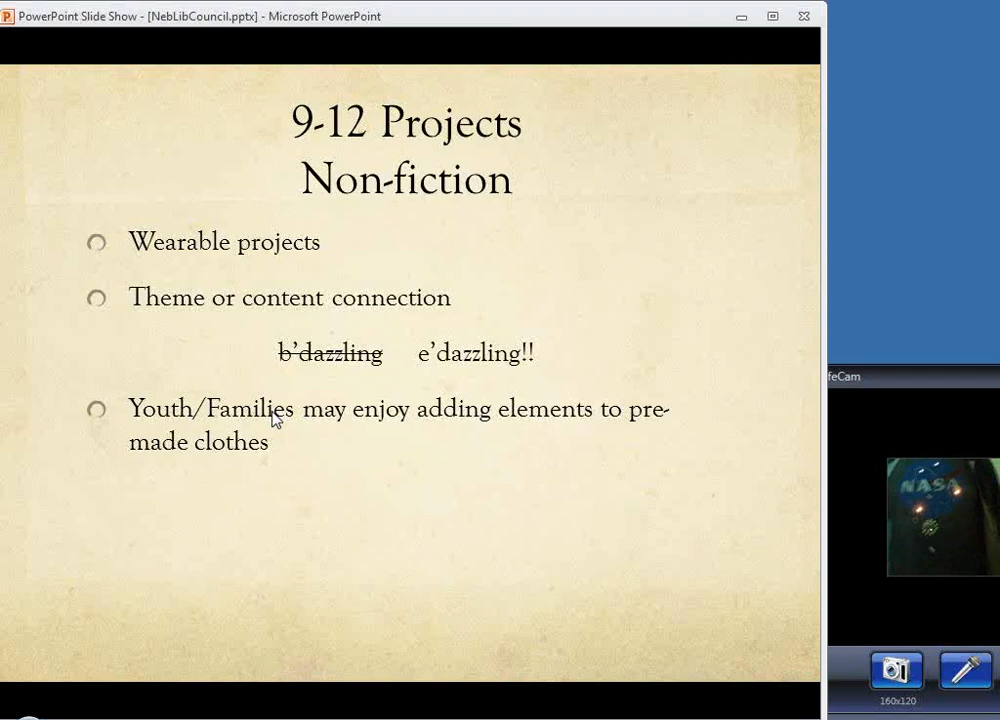 PowerPoint Slide Show - [NebLibCouncil.pptx] - Microsoft PowerPoint
9-12 Projects
Non-fiction
Wearable projects
Theme or content connection
b'dazzling e'dazzling!!
Youth/Families may enjoy adding elements to pre-
made clothes
feCam
NASA
160x120